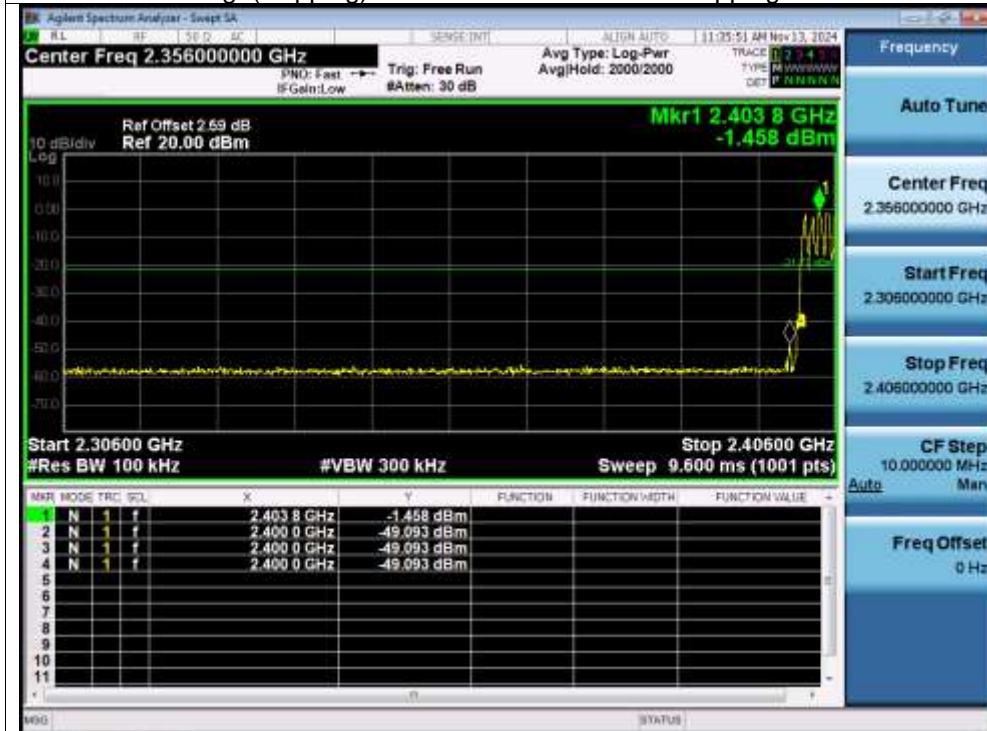 Agilent Spectrum Analyzer - Swept SA
RL RF 50 Ω AC SENSE:INT ALIGN AUTO 11:35:51 AM Nov 13, 2024
Center Freq 2.356000000 GHz
PNO: Fast
IFGain:Low
Trig: Free Run
#Atten: 30 dB
Avg Type: Log-Pwr
Avg|Hold: 2000/2000
TRACE 1 2 3 4 5 6
TYPE M WWWWW
DET P NNNNN
Frequency
Auto Tune
Mkr1 2.403 8 GHz
-1.458 dBm
Ref Offset 2.59 dB
10 dB/div Ref 20.00 dBm
Log
10.0
0.00
-10.0
-20.0
-30.0
-40.0
-50.0
-60.0
-70.0
1
Start 2.30600 GHz
Stop 2.40600 GHz
#Res BW 100 kHz
#VBW 300 kHz
Sweep 9.600 ms (1001 pts)
MKR MODE TRC SCL X Y FUNCTION FUNCTION WIDTH FUNCTION VALUE
1 N 1 f 2.403 8 GHz -1.458 dBm
2 N 1 f 2.400 0 GHz -49.093 dBm
3 N 1 f 2.400 0 GHz -49.093 dBm
4 N 1 f 2.400 0 GHz -49.093 dBm
5
6
7
8
9
10
11
Center Freq
2.356000000 GHz
Start Freq
2.306000000 GHz
Stop Freq
2.406000000 GHz
CF Step
10.000000 MHz
Auto Man
Freq Offset
0 Hz
MSG STATUS